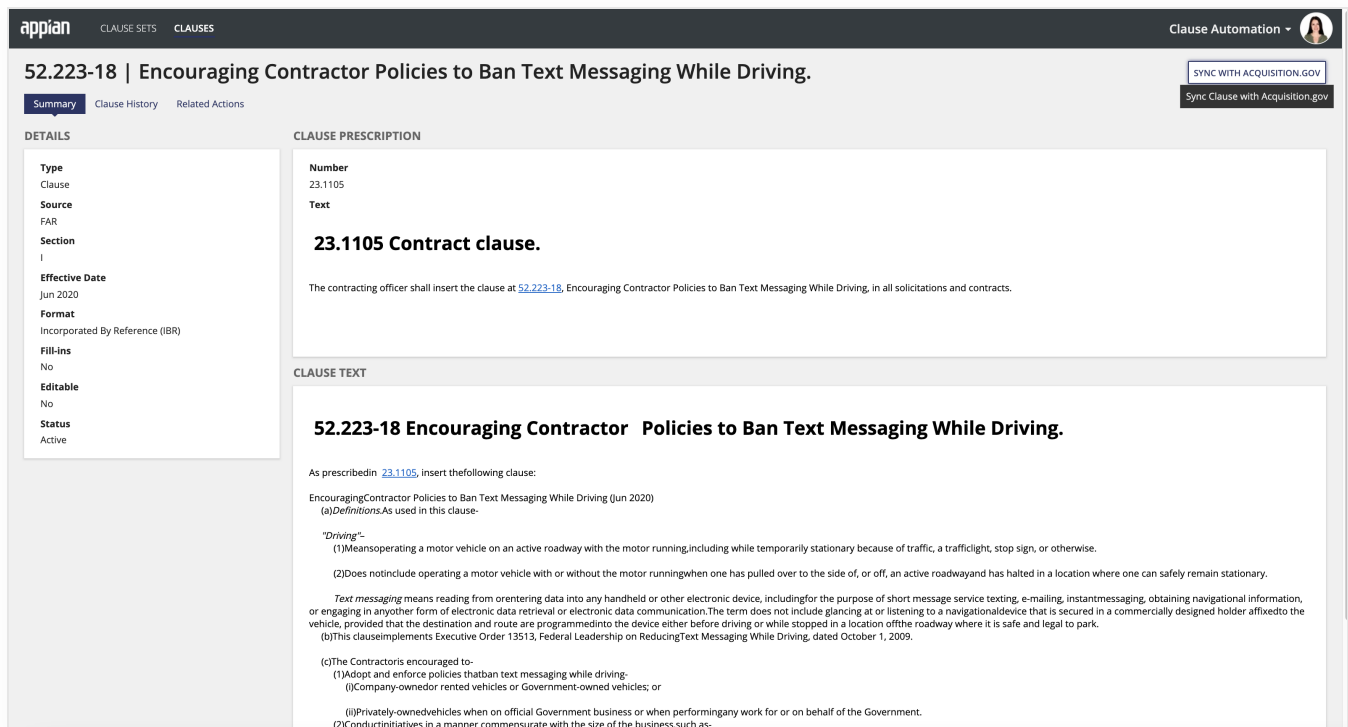 appian CLAUSE SETS CLAUSES Clause Automation
52.223-18 | Encouraging Contractor Policies to Ban Text Messaging While Driving.
SYNC WITH ACQUISITION.GOV
Sync Clause with Acquisition.gov
Summary Clause History Related Actions
DETAILS
Type
Clause
Source
FAR
Section
I
Effective Date
Jun 2020
Format
Incorporated By Reference (IBR)
Fill-ins
No
Editable
No
Status
Active
CLAUSE PRESCRIPTION
Number
23.1105
Text
23.1105 Contract clause.
The contracting officer shall insert the clause at 52.223-18, Encouraging Contractor Policies to Ban Text Messaging While Driving, in all solicitations and contracts.
CLAUSE TEXT
52.223-18 Encouraging Contractor Policies to Ban Text Messaging While Driving.
As prescribedin 23.1105, insert thefollowing clause:
EncouragingContractor Policies to Ban Text Messaging While Driving (Jun 2020)
(a)Definitions.As used in this clause-
"Driving"–
(1)Meansoperating a motor vehicle on an active roadway with the motor running,including while temporarily stationary because of traffic, a trafficlight, stop sign, or otherwise.
(2)Does notinclude operating a motor vehicle with or without the motor runningwhen one has pulled over to the side of, or off, an active roadwayand has halted in a location where one can safely remain stationary.
Text messaging means reading from orentering data into any handheld or other electronic device, includingfor the purpose of short message service texting, e-mailing, instantmessaging, obtaining navigational information,
or engaging in anyother form of electronic data retrieval or electronic data communication.The term does not include glancing at or listening to a navigationaldevice that is secured in a commercially designed holder affixedto the
vehicle, provided that the destination and route are programmedinto the device either before driving or while stopped in a location offthe roadway where it is safe and legal to park.
(b)This clauseimplements Executive Order 13513, Federal Leadership on ReducingText Messaging While Driving, dated October 1, 2009.
(c)The Contractoris encouraged to-
(1)Adopt and enforce policies thatban text messaging while driving-
(i)Company-ownedor rented vehicles or Government-owned vehicles; or
(ii)Privately-ownedvehicles when on official Government business or when performingany work for or on behalf of the Government.
(2)Conductinitiatives in a manner commensurate with the size of the business,such as-